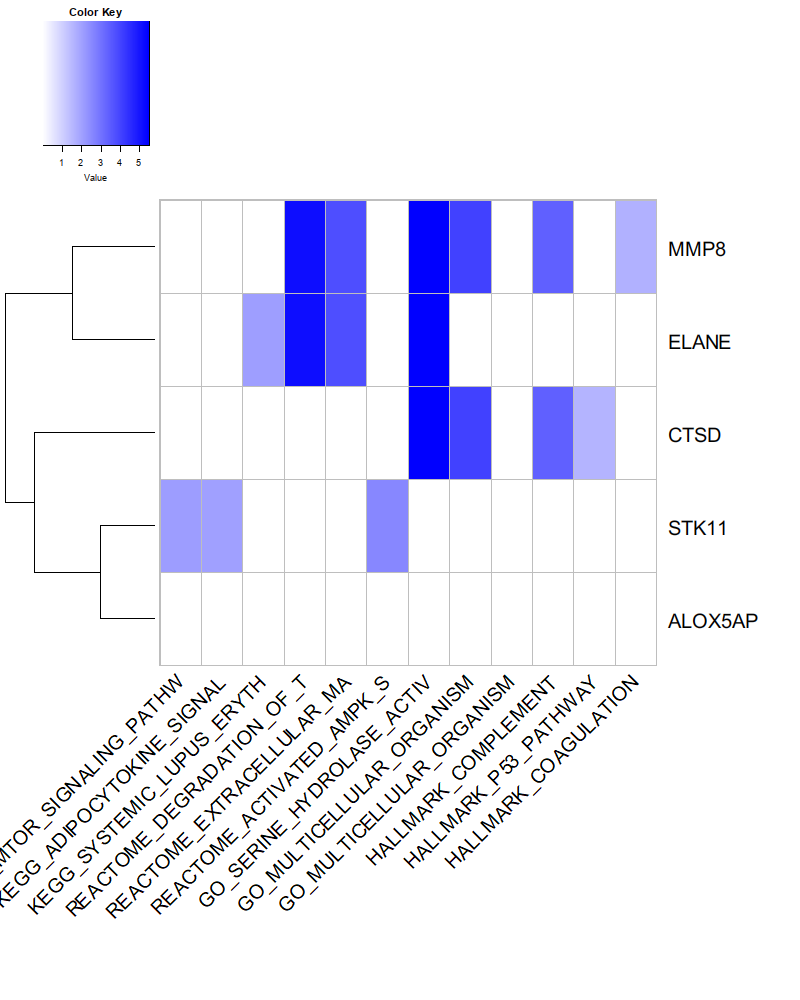 Color Key
1 2 3 4 5
Value
MMP8
ELANE
CTSD
STK11
ALOX5AP
_MTOR_SIGNALING_PATHW
KEGG_ADIPOCYTOKINE_SIGNAL
KEGG_SYSTEMIC_LUPUS_ERYTH
REACTOME_DEGRADATION_OF_T
REACTOME_EXTRACELLULAR_MA
REACTOME_ACTIVATED_AMPK_S
GO_SERINE_HYDROLASE_ACTIV
GO_MULTICELLULAR_ORGANISM
GO_MULTICELLULAR_ORGANISM
HALLMARK_COMPLEMENT
HALLMARK_P53_PATHWAY
HALLMARK_COAGULATION